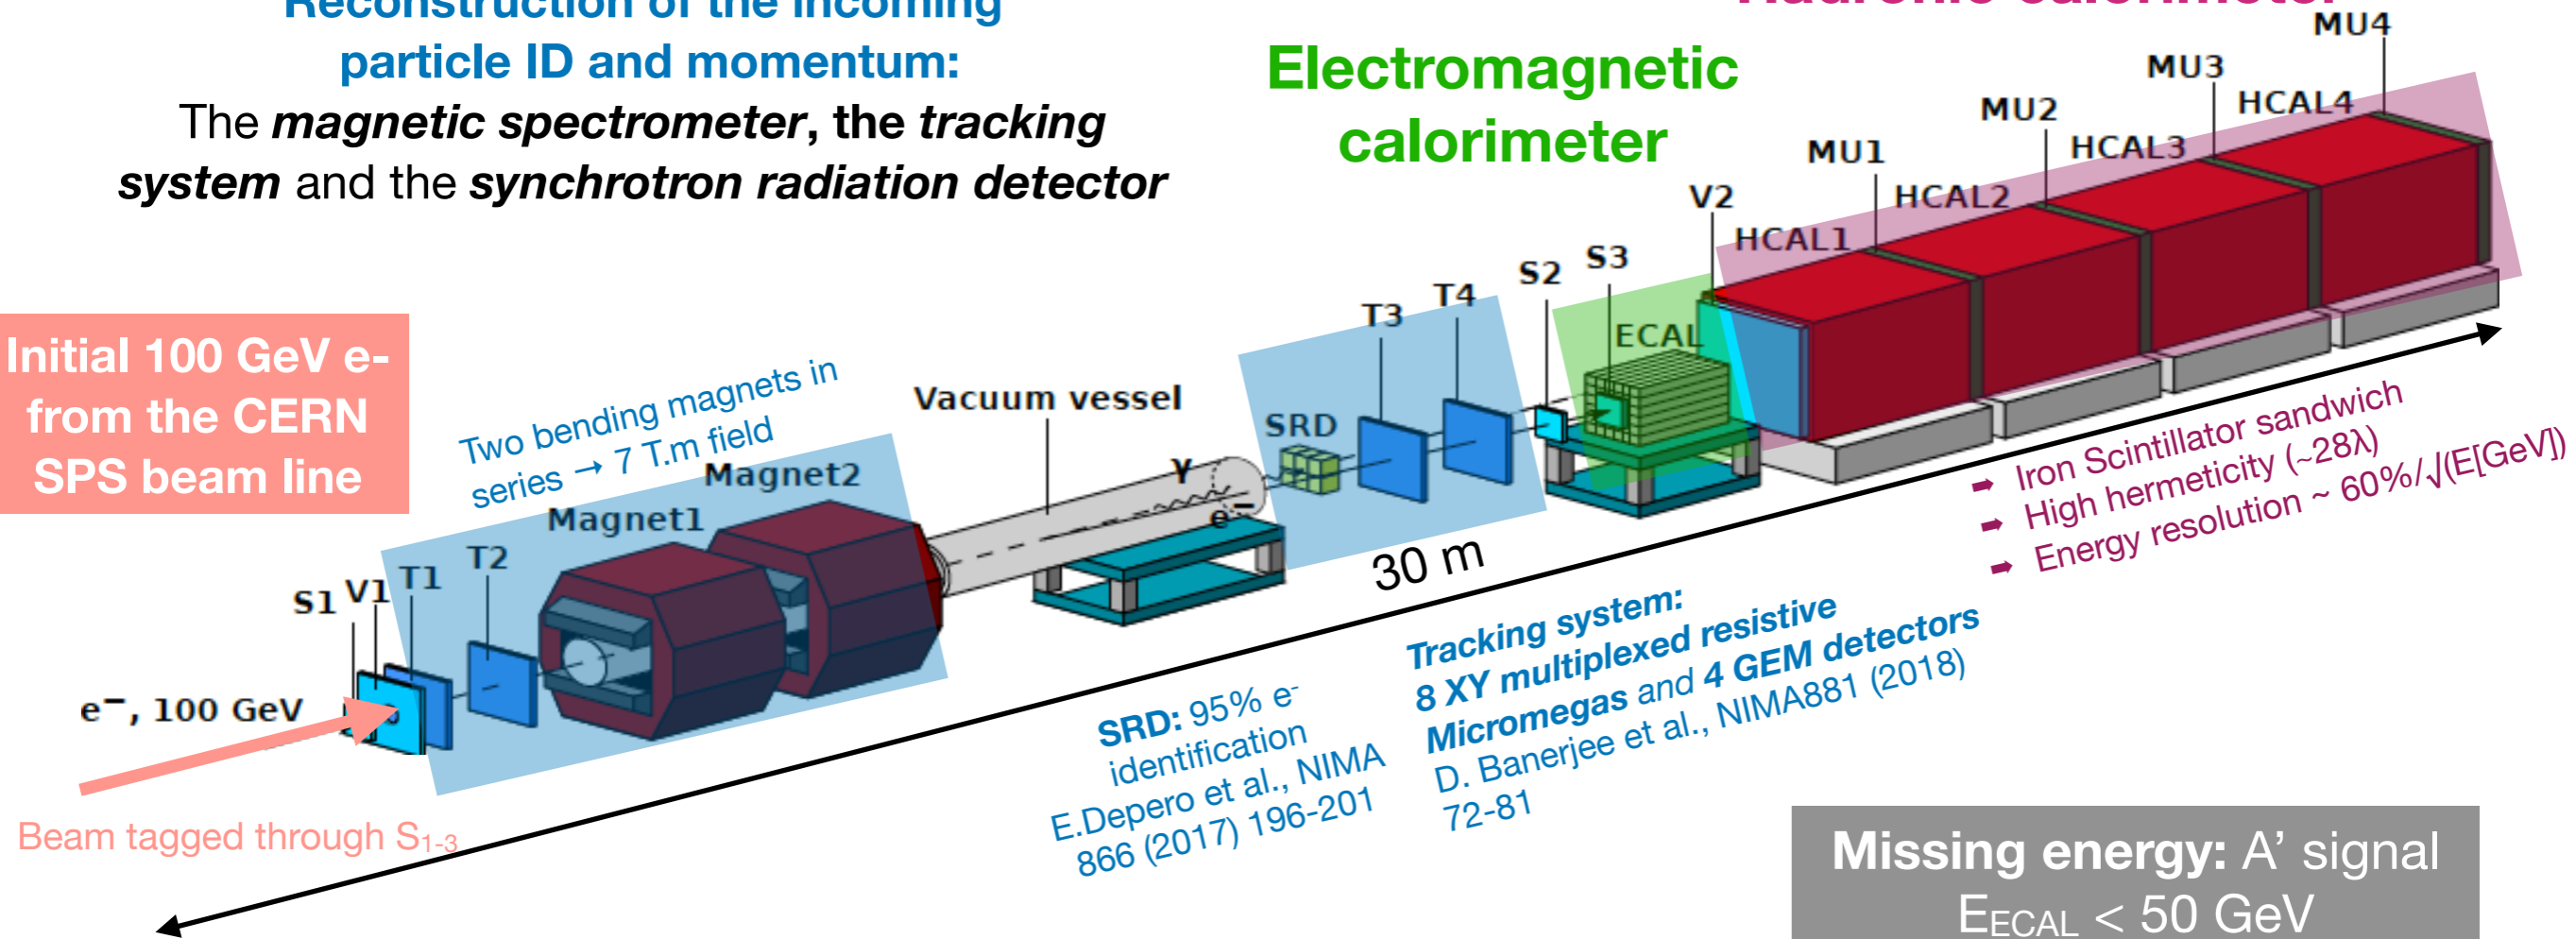 Reconstruction of the incoming
particle ID and momentum:
The magnetic spectrometer, the tracking
system and the synchrotron radiation detector
Hadronic calorimeter
Electromagnetic
calorimeter
MU4
MU3
HCAL4
MU2
HCAL3
MU1
HCAL2
V2
HCAL1
S3
S2
T4
T3
ECAL
SRD
Initial 100 GeV e-
from the CERN
SPS beam line
Two bending magnets in
series → 7 T.m field
Vacuum vessel
γ
e⁻
Magnet2
Magnet1
T2
T1
V1
S1
e⁻, 100 GeV
Beam tagged through S₁₋₃
30 m
➡ Iron Scintillator sandwich
➡ High hermeticity (~28λ)
➡ Energy resolution ~ 60%/√(E[GeV])
SRD: 95% e⁻
identification
E.Depero et al., NIMA
866 (2017) 196-201
Tracking system:
8 XY multiplexed resistive
Micromegas and 4 GEM detectors
D. Banerjee et al., NIMA881 (2018)
72-81
Missing energy: A’ signal
E_ECAL < 50 GeV